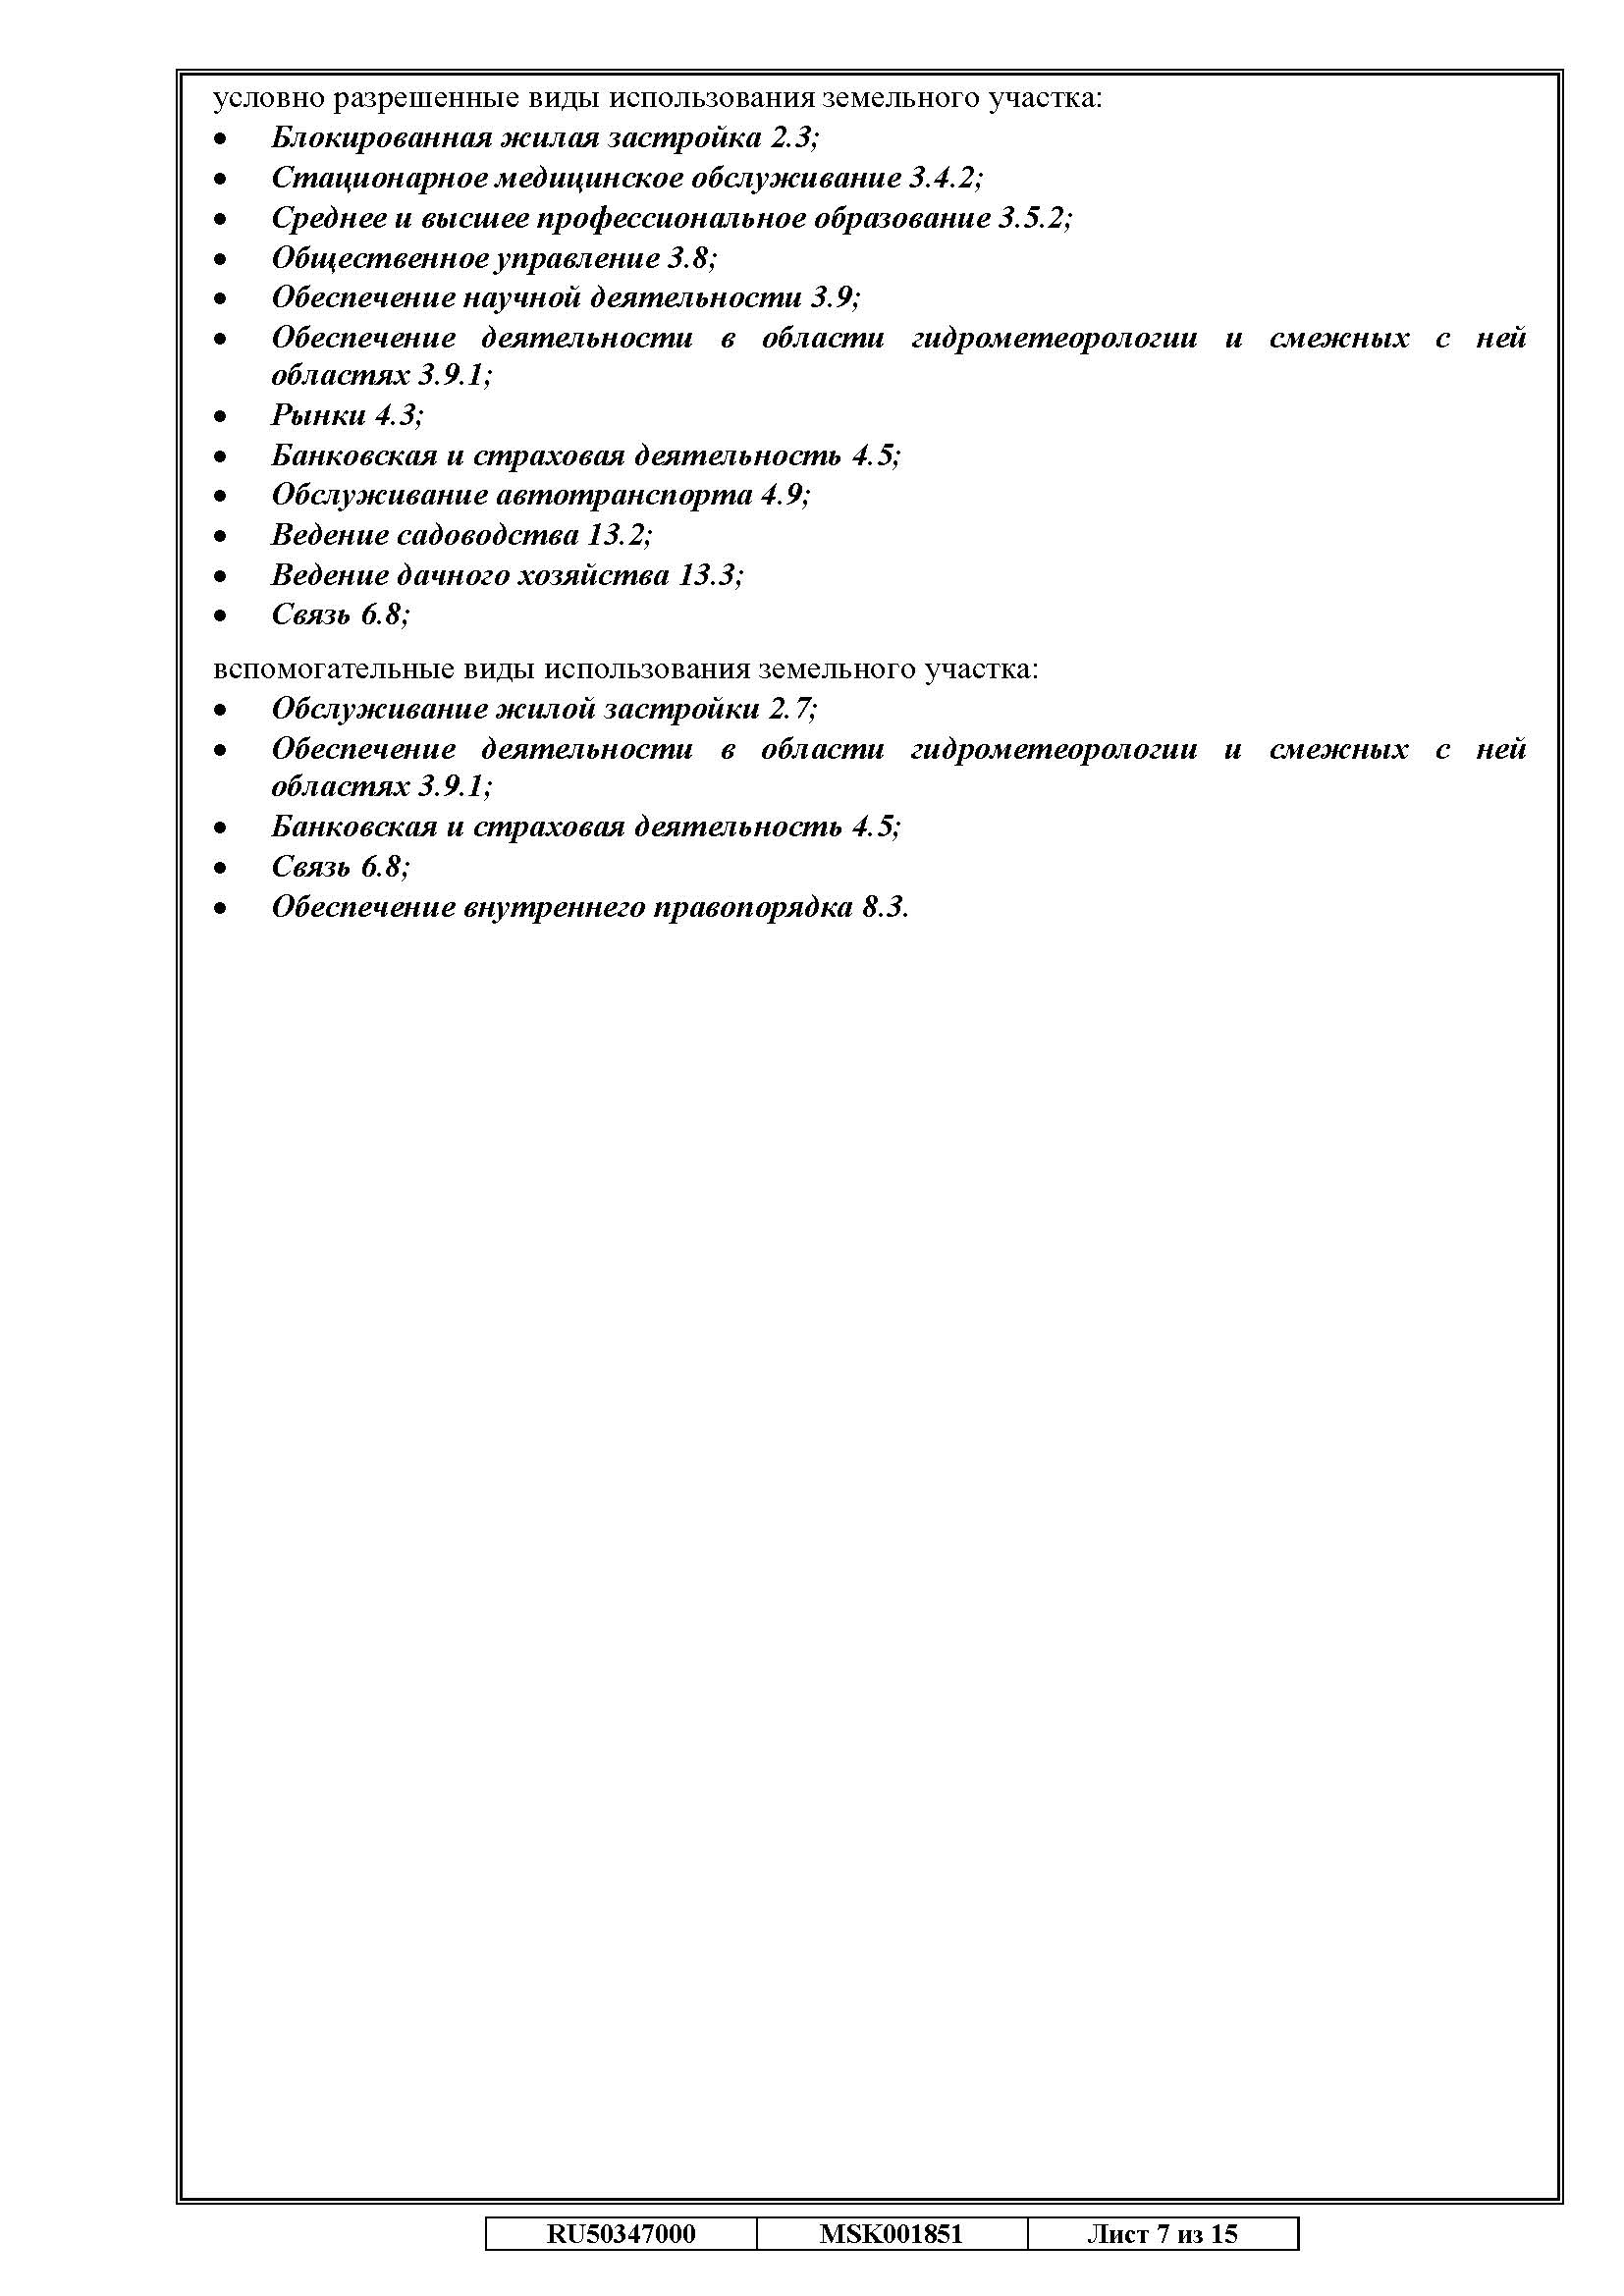 условно разрешенные виды использования земельного участка:
• Блокированная жилая застройка 2.3;
• Стационарное медицинское обслуживание 3.4.2;
• Среднее и высшее профессиональное образование 3.5.2;
• Общественное управление 3.8;
• Обеспечение научной деятельности 3.9;
• Обеспечение деятельности в области гидрометеорологии и смежных с ней
областях 3.9.1;
• Рынки 4.3;
• Банковская и страховая деятельность 4.5;
• Обслуживание автотранспорта 4.9;
• Ведение садоводства 13.2;
• Ведение дачного хозяйства 13.3;
• Связь 6.8;
вспомогательные виды использования земельного участка:
• Обслуживание жилой застройки 2.7;
• Обеспечение деятельности в области гидрометеорологии и смежных с ней
областях 3.9.1;
• Банковская и страховая деятельность 4.5;
• Связь 6.8;
• Обеспечение внутреннего правопорядка 8.3.
RU50347000 MSK001851 Лист 7 из 15